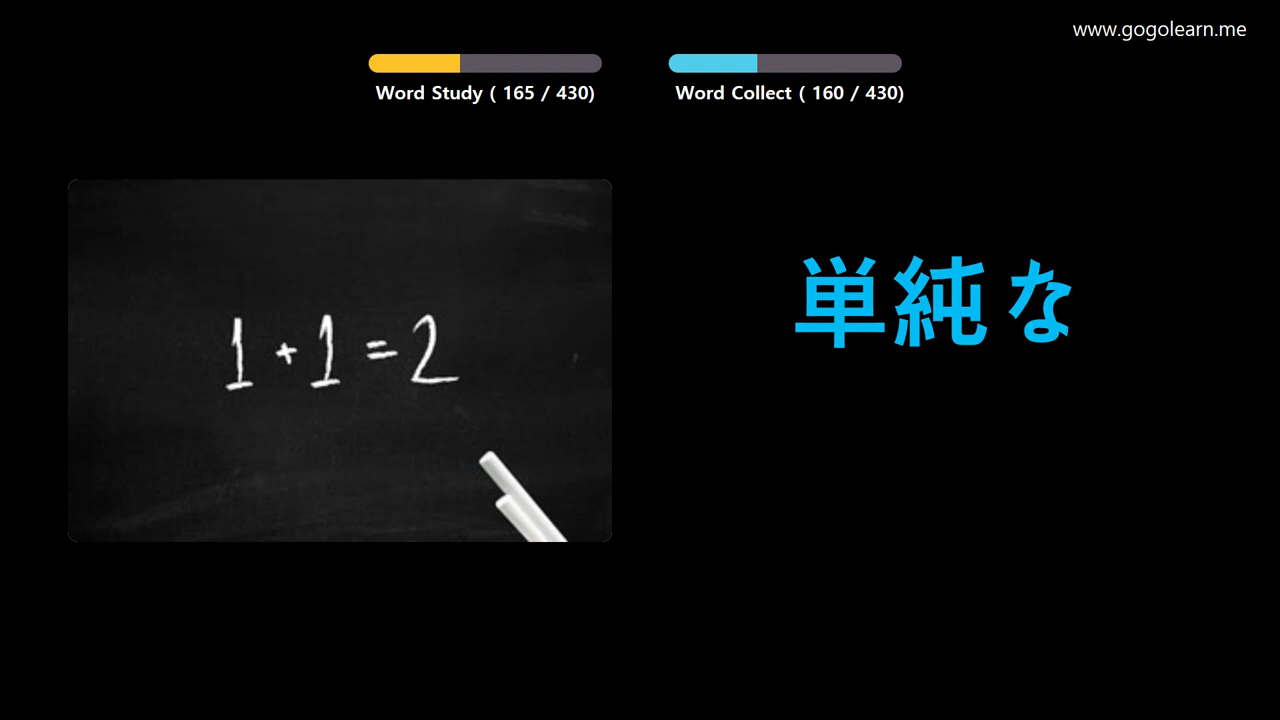 www.gogolearn.me
Word Study ( 165 / 430)
Word Collect ( 160 / 430)
1 + 1 = 2
単純な